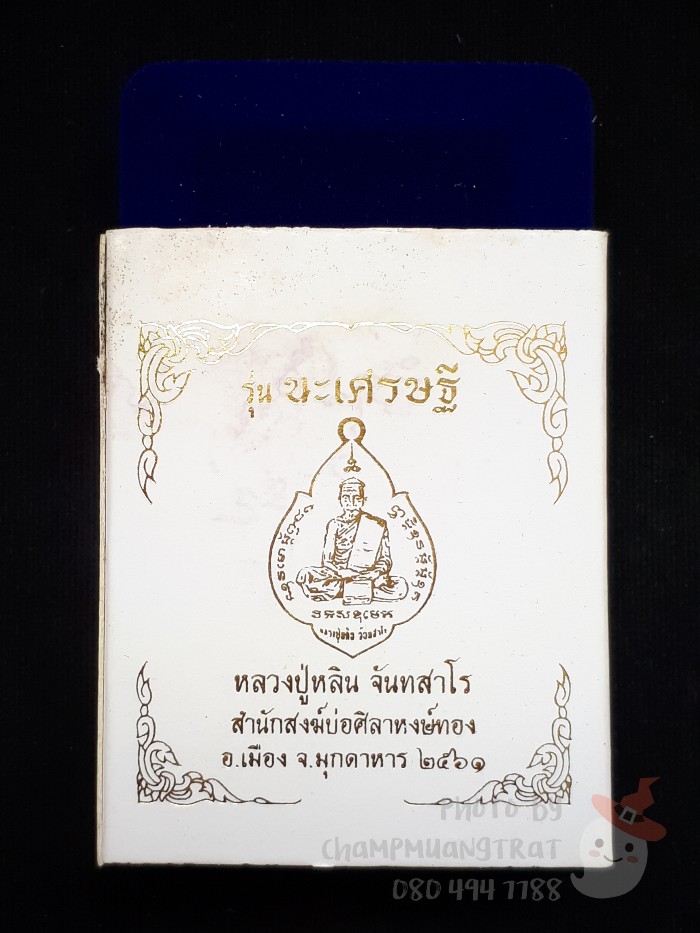 รุ่น ชนะเศรษฐี
หลวงปู่หลิน จันทสาโร
สำนักสงฆ์บ่อศิลาหงษ์ทอง
อ.เมือง จ.มุกดาหาร ๒๕๖๑
PHOTO BY
CHAMPMUANGTRAT
080 494 7788